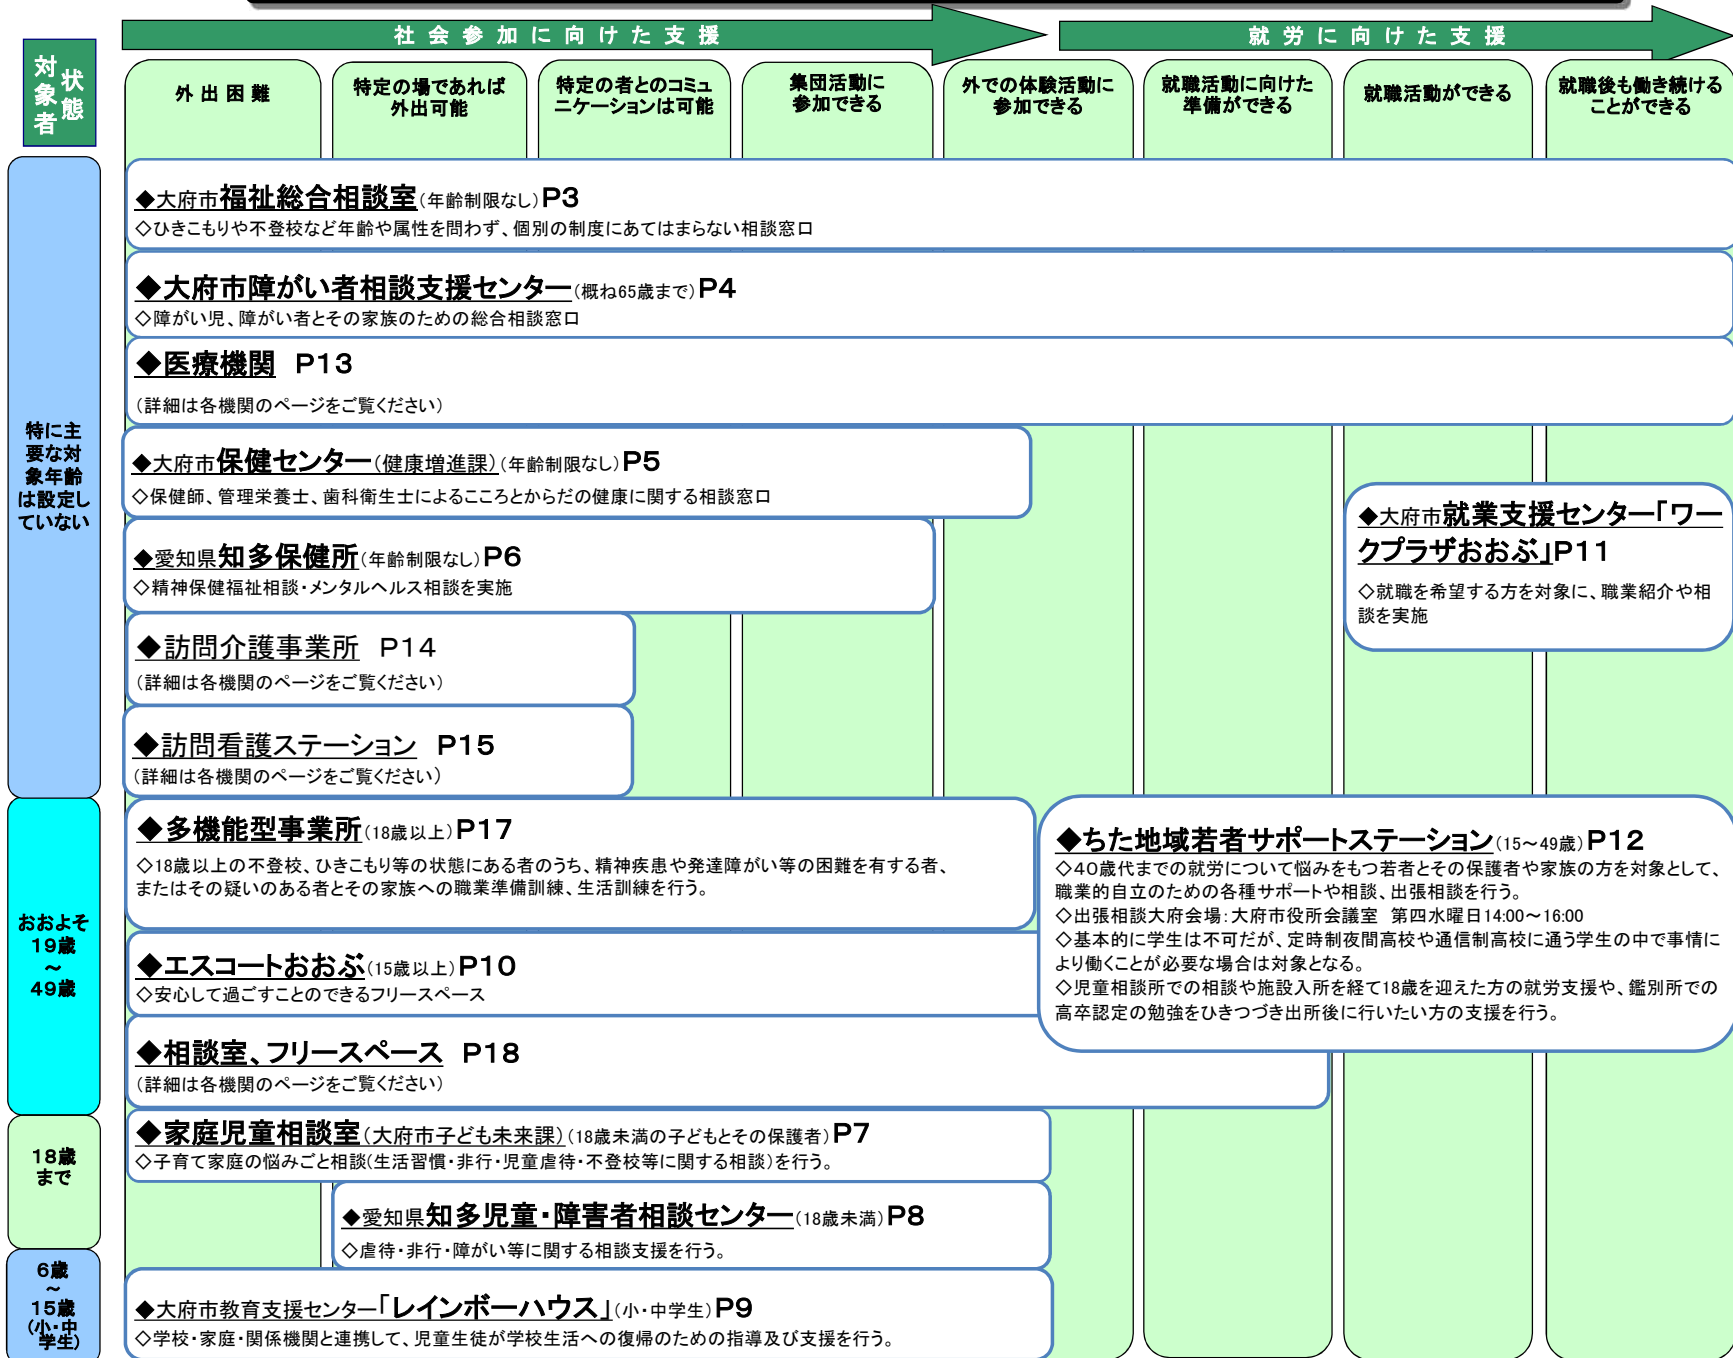 社会参加に向けた支援
就労に向けた支援
対象者
状態
外出困難
特定の場であれば
外出可能
特定の者とのコミュ
ニケーションは可能
集団活動に
参加できる
外での体験活動に
参加できる
就職活動に向けた
準備ができる
就職活動ができる
就職後も働き続ける
ことができる
特に主
要な対
象年齢
は設定し
ていない
◆大府市福祉総合相談室(年齢制限なし)P3
◇ひきこもりや不登校など年齢や属性を問わず、個別の制度にあてはまらない相談窓口
◆大府市障がい者相談支援センター(概ね65歳まで)P4
◇障がい児、障がい者とその家族のための総合相談窓口
◆医療機関 P13
(詳細は各機関のページをご覧ください)
◆大府市保健センター(健康増進課)(年齢制限なし)P5
◇保健師、管理栄養士、歯科衛生士によるこころとからだの健康に関する相談窓口
◆愛知県知多保健所(年齢制限なし)P6
◇精神保健福祉相談・メンタルヘルス相談を実施
◆大府市就業支援センター「ワー
クプラザおおぶ」P11
◇就職を希望する方を対象に、職業紹介や相
談を実施
◆訪問介護事業所 P14
(詳細は各機関のページをご覧ください)
◆訪問看護ステーション P15
(詳細は各機関のページをご覧ください)
おおよそ
19歳
～
49歳
◆多機能型事業所(18歳以上)P17
◇18歳以上の不登校、ひきこもり等の状態にある者のうち、精神疾患や発達障がい等の困難を有する者、
またはその疑いのある者とその家族への職業準備訓練、生活訓練を行う。
◆ちた地域若者サポートステーション(15～49歳)P12
◇40歳代までの就労について悩みをもつ若者とその保護者や家族の方を対象として、
職業的自立のための各種サポートや相談、出張相談を行う。
◇出張相談大府会場：大府市役所会議室 第四水曜日14:00～16:00
◇基本的に学生は不可だが、定時制夜間高校や通信制高校に通う学生の中で事情に
より働くことが必要な場合は対象となる。
◇児童相談所での相談や施設入所を経て18歳を迎えた方の就労支援や、鑑別所での
高卒認定の勉強をひきつづき出所後に行いたい方の支援を行う。
◆エスコートおおぶ(15歳以上)P10
◇安心して過ごすことのできるフリースペース
◆相談室、フリースペース P18
(詳細は各機関のページをご覧ください)
18歳
まで
◆家庭児童相談室(大府市子ども未来課)(18歳未満の子どもとその保護者)P7
◇子育て家庭の悩みごと相談(生活習慣・非行・児童虐待・不登校等に関する相談)を行う。
◆愛知県知多児童・障害者相談センター(18歳未満)P8
◇虐待・非行・障がい等に関する相談支援を行う。
6歳
～
15歳
(小・中
学生)
◆大府市教育支援センター「レインボーハウス」(小・中学生)P9
◇学校・家庭・関係機関と連携して、児童生徒が学校生活への復帰のための指導及び支援を行う。